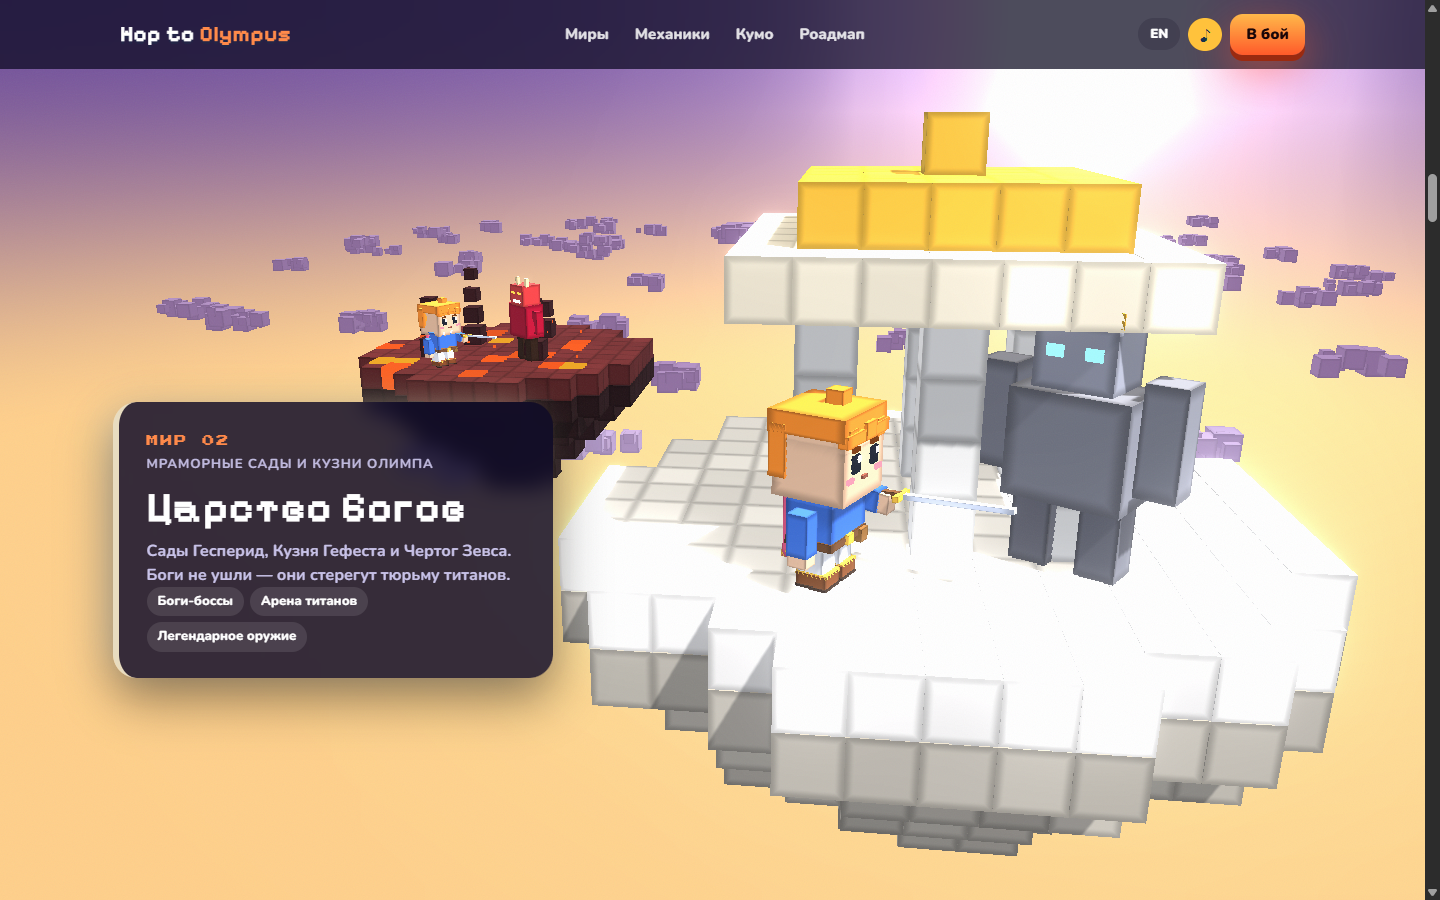 Hop to Olympus
Миры
Механики
Кумо
Роадмап
EN
В бой
МИР 02
МРАМОРНЫЕ САДЫ И КУЗНИ ОЛИМПА
Царство богов
Сады Гесперид, Кузня Гефеста и Чертог Зевса.
Боги не ушли — они стерегут тюрьму титанов.
Боги-боссы
Арена титанов
Легендарное оружие